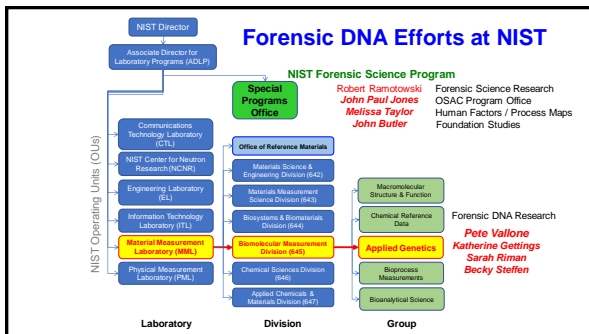 Forensic DNA Efforts at NIST
NIST Director
Associate Director for
Laboratory Programs (ADLP)
NIST Forensic Science Program
Special
Programs
Office
Robert Ramotowski
Forensic Science Research
John Paul Jones
OSAC Program Office
Melissa Taylor
Human Factors / Process Maps
John Butler
Foundation Studies
NIST Operating Units (OUs)
Communications
Technology Laboratory
(CTL)
NIST Center for Neutron
Research (NCNR)
Engineering Laboratory
(EL)
Information Technology
Laboratory (ITL)
Material Measurement
Laboratory (MML)
Physical Measurement
Laboratory (PML)
Office of Reference Materials
Materials Science &
Engineering Division (642)
Materials Measurement
Science Division (643)
Biosystems & Biomaterials
Division (644)
Biomolecular Measurement
Division (645)
Chemical Sciences Division
(646)
Applied Chemicals &
Materials Division (647)
Macromolecular
Structure & Function
Chemical Reference
Data
Applied Genetics
Bioprocess
Measurements
Bioanalytical Science
Forensic DNA Research
Pete Vallone
Katherine Gettings
Sarah Riman
Becky Steffen
Laboratory
Division
Group